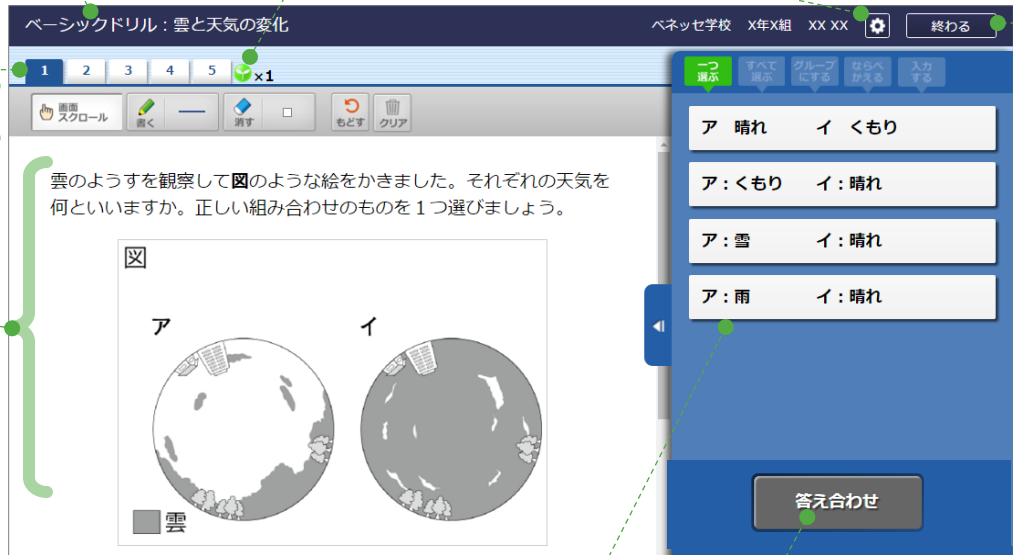 ベーシックドリル：雲と天気の変化
ベネッセ学校 X年X組 XX XX
終わる
1 2 3 4 5 ×1
画面
スクロール
書く
消す
もどす
クリア
雲のようすを観察して図のような絵をかきました。それぞれの天気を
何といいますか。正しい組み合わせのものを１つ選びましょう。
図
ア イ
雲
一つ
選ぶ
すべて
選ぶ
グループ
にする
ならべ
かえる
入力
する
ア 晴れ イ くもり
ア：くもり イ：晴れ
ア：雪 イ：晴れ
ア：雨 イ：晴れ
答え合わせ